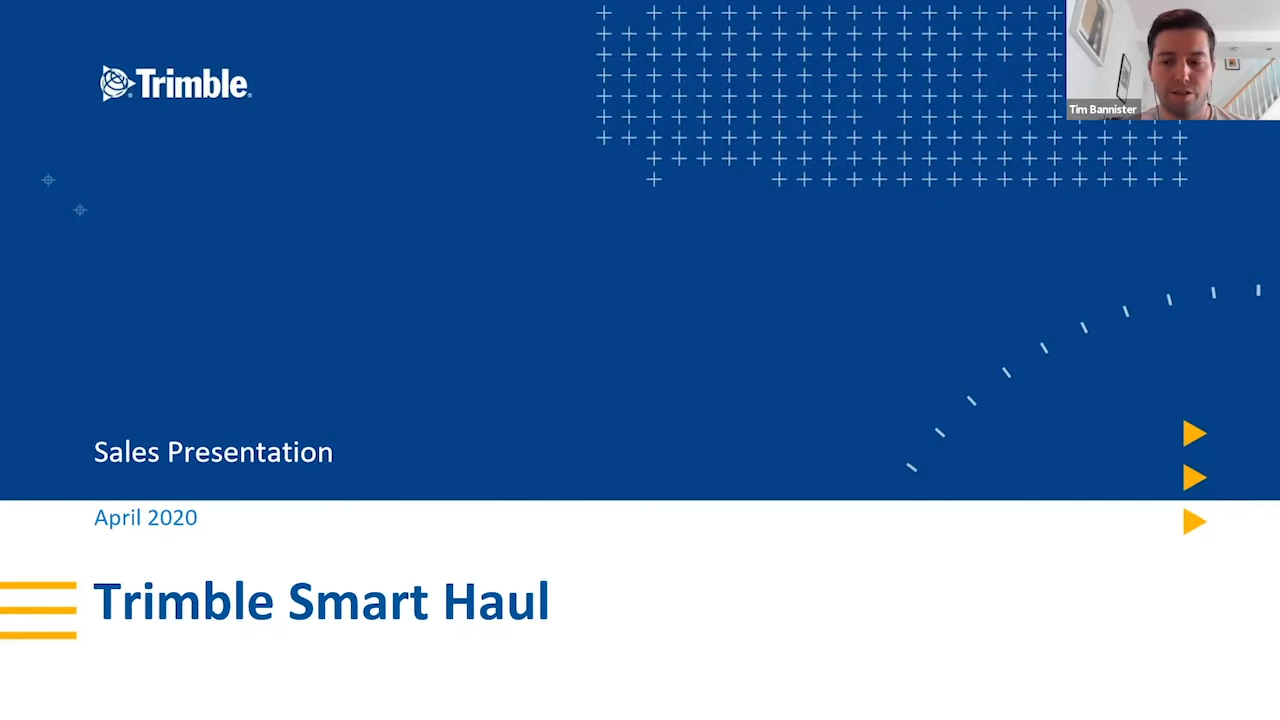 Trimble
Tim Bannister
Sales Presentation
April 2020
Trimble Smart Haul